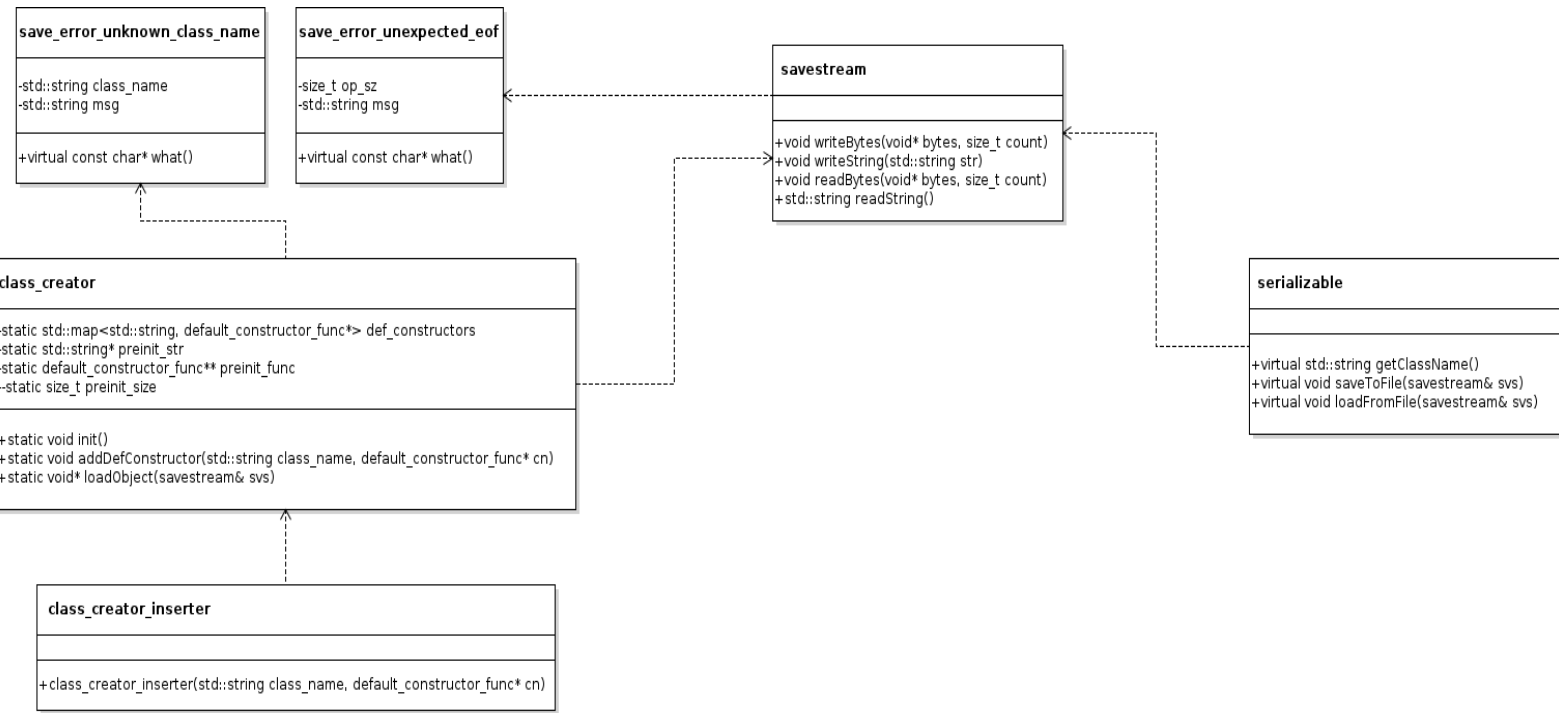 save_error_unknown_class_name
-std::string class_name
-std::string msg
+virtual const char* what()
save_error_unexpected_eof
-size_t op_sz
-std::string msg
+virtual const char* what()
savestream
+void writeBytes(void* bytes, size_t count)
+void writeString(std::string str)
+void readBytes(void* bytes, size_t count)
+std::string readString()
class_creator
-static std::map<std::string, default_constructor_func*> def_constructors
-static std::string* preinit_str
-static default_constructor_func** preinit_func
--static size_t preinit_size
+static void init()
+static void addDefConstructor(std::string class_name, default_constructor_func* cn)
+static void* loadObject(savestream& svs)
serializable
+virtual std::string getClassName()
+virtual void saveToFile(savestream& svs)
+virtual void loadFromFile(savestream& svs)
class_creator_inserter
+class_creator_inserter(std::string class_name, default_constructor_func* cn)